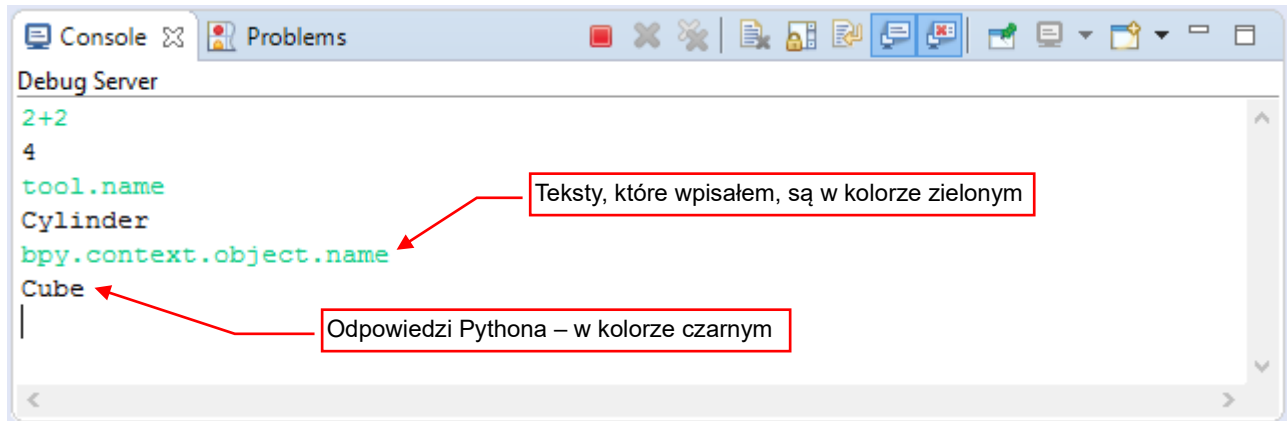 Console Problems
Debug Server
2+2
4
tool.name
Teksty, które wpisałem, są w kolorze zielonym
Cylinder
bpy.context.object.name
Cube
Odpowiedzi Pythona – w kolorze czarnym